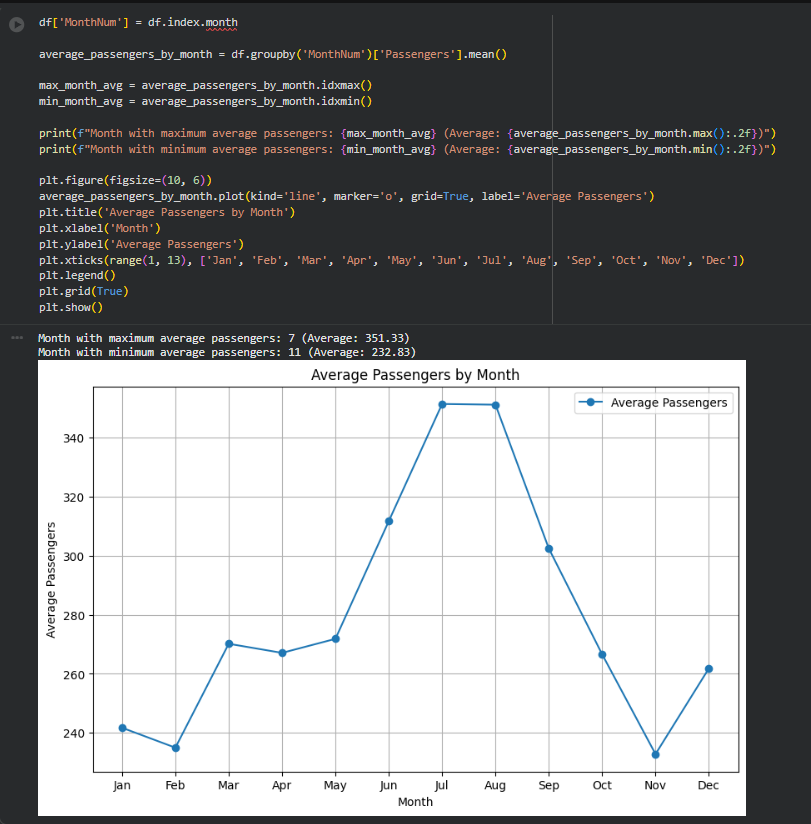 df['MonthNum'] = df.index.month
average_passengers_by_month = df.groupby('MonthNum')['Passengers'].mean()
max_month_avg = average_passengers_by_month.idxmax()
min_month_avg = average_passengers_by_month.idxmin()
print(f"Month with maximum average passengers: {max_month_avg} (Average: {average_passengers_by_month.max():.2f})")
print(f"Month with minimum average passengers: {min_month_avg} (Average: {average_passengers_by_month.min():.2f})")
plt.figure(figsize=(10, 6))
average_passengers_by_month.plot(kind='line', marker='o', grid=True, label='Average Passengers')
plt.title('Average Passengers by Month')
plt.xlabel('Month')
plt.ylabel('Average Passengers')
plt.xticks(range(1, 13), ['Jan', 'Feb', 'Mar', 'Apr', 'May', 'Jun', 'Jul', 'Aug', 'Sep', 'Oct', 'Nov', 'Dec'])
plt.legend()
plt.grid(True)
plt.show()
Month with maximum average passengers: 7 (Average: 351.33)
Month with minimum average passengers: 11 (Average: 232.83)
Average Passengers by Month
Average Passengers
340
320
300
280
260
240
Average Passengers
Jan Feb Mar Apr May Jun Jul Aug Sep Oct Nov Dec
Month